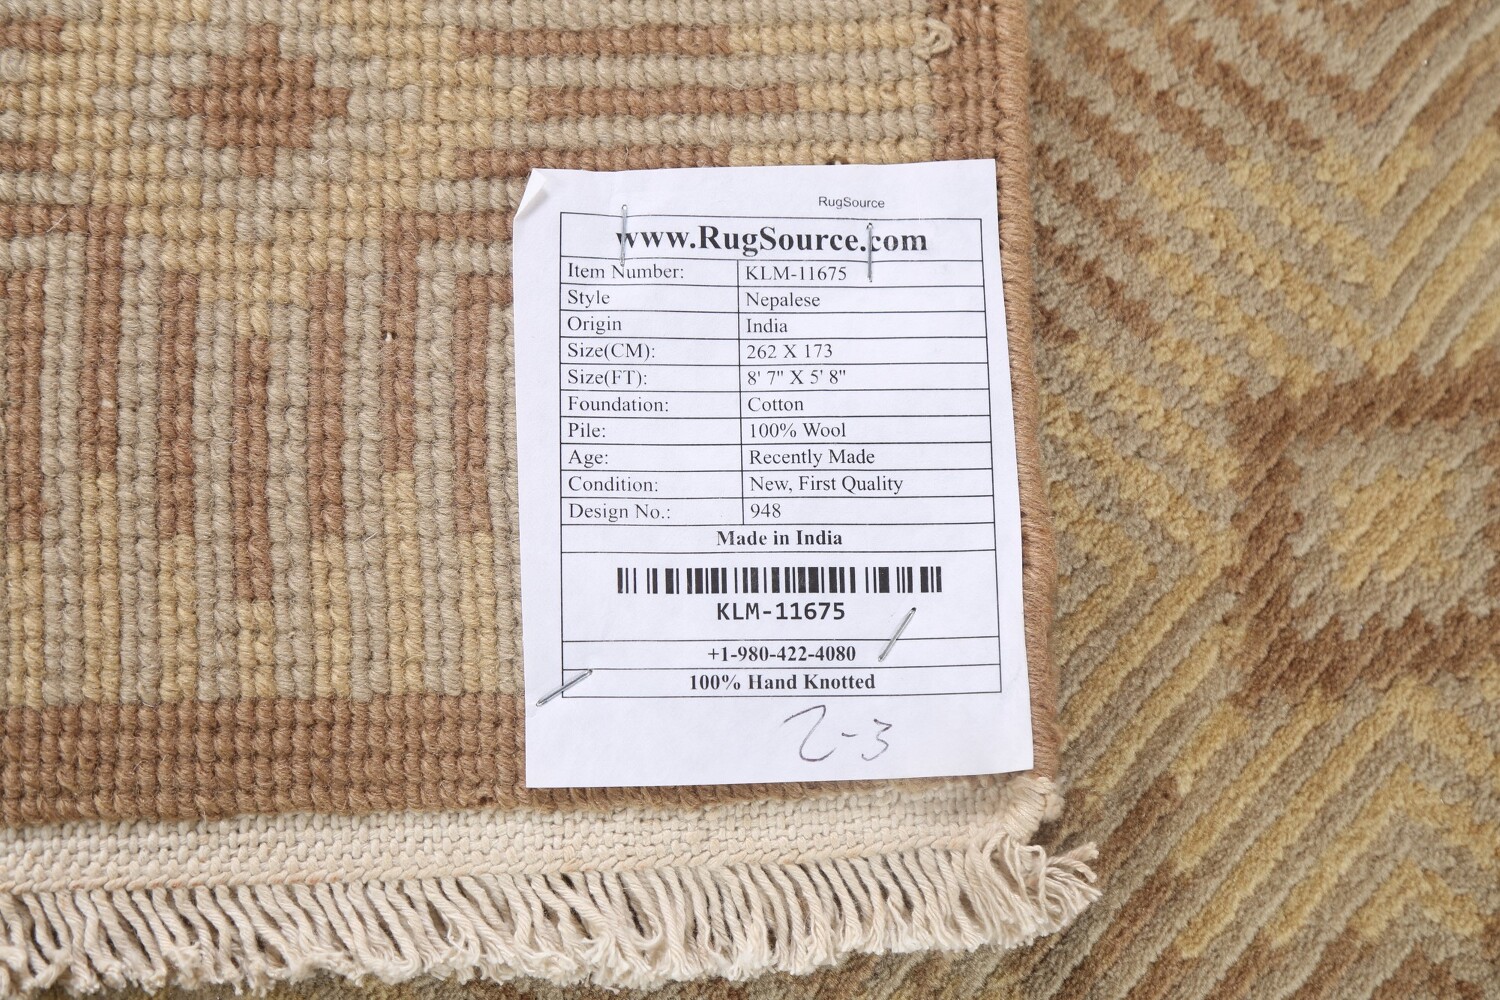 RugSource
www.RugSource.com
Item Number: KLM-11675
Style Nepalese
Origin India
Size(CM): 262 X 173
Size(FT): 8' 7" X 5' 8"
Foundation: Cotton
Pile: 100% Wool
Age: Recently Made
Condition: New, First Quality
Design No.: 948
Made in India
KLM-11675
+1-980-422-4080
100% Hand Knotted
2-3